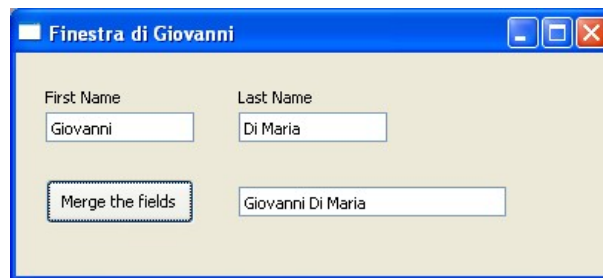 Finestra di Giovanni
First Name Last Name
Giovanni Di Maria
Merge the fields Giovanni Di Maria